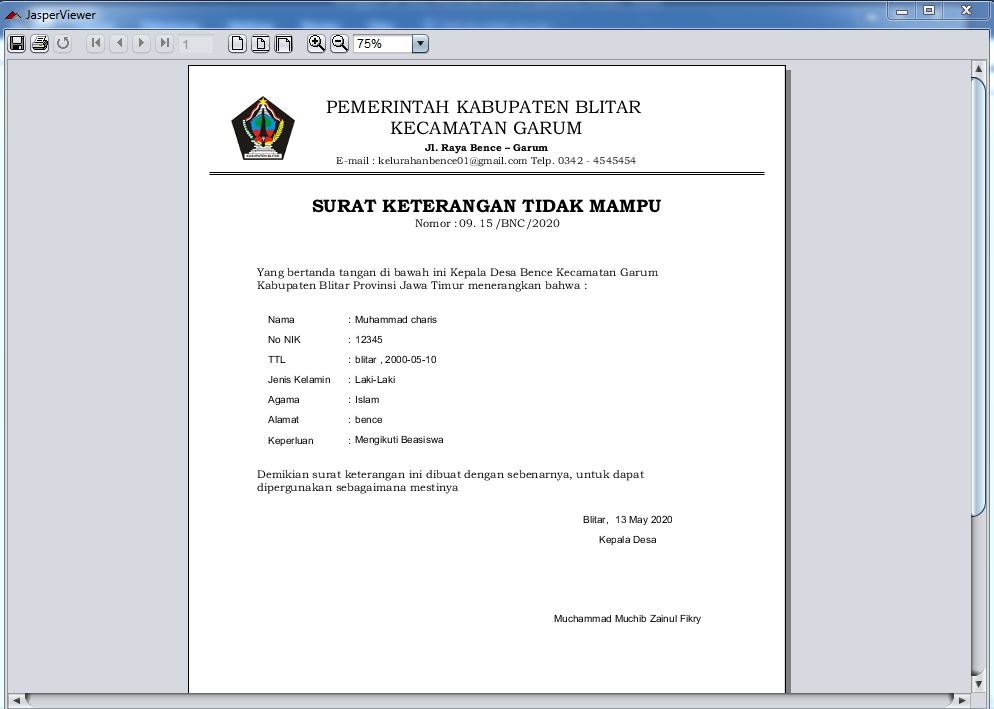 JasperViewer
1
75%
PEMERINTAH KABUPATEN BLITAR
KECAMATAN GARUM
Jl. Raya Bence – Garum
E-mail : kelurahanbence01@gmail.com Telp. 0342 - 4545454
KABUPATEN BLITAR
SURAT KETERANGAN TIDAK MAMPU
Nomor : 09. 15 /BNC /2020
Yang bertanda tangan di bawah ini Kepala Desa Bence Kecamatan Garum
Kabupaten Blitar Provinsi Jawa Timur menerangkan bahwa :
Nama : Muhammad charis
No NIK : 12345
TTL : blitar , 2000-05-10
Jenis Kelamin : Laki-Laki
Agama : Islam
Alamat : bence
Keperluan : Mengikuti Beasiswa
Demikian surat keterangan ini dibuat dengan sebenarnya, untuk dapat
dipergunakan sebagaimana mestinya
Blitar, 13 May 2020
Kepala Desa
Muchammad Muchib Zainul Fikry